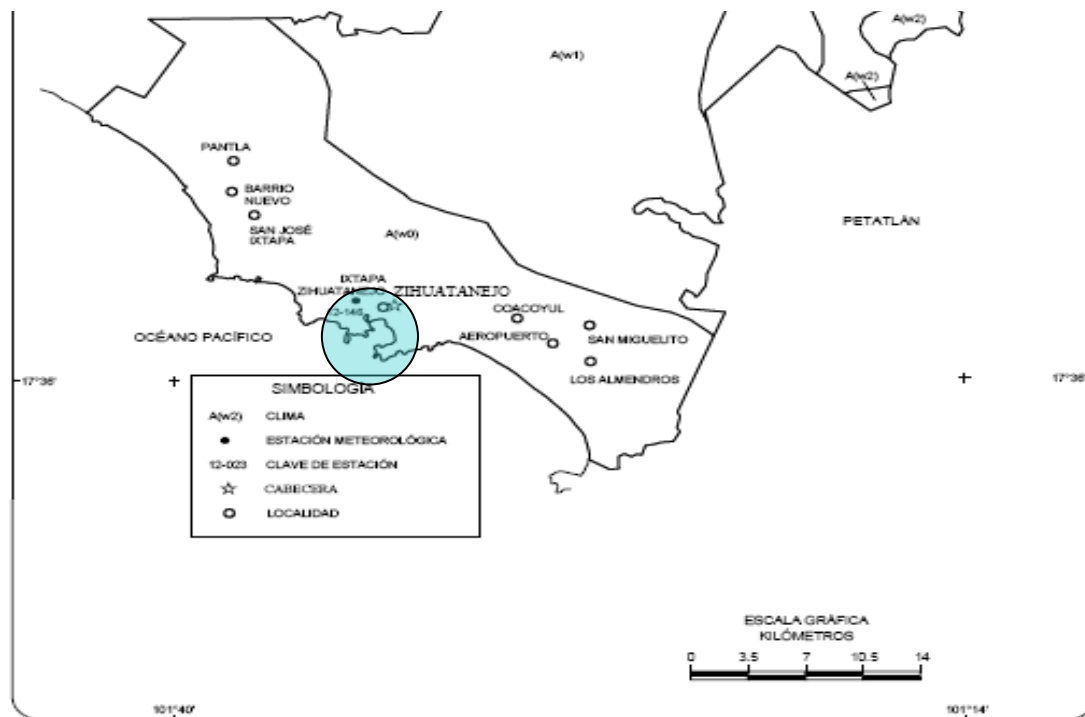 A(w2)
A(w1)
A(w2)
PANTLA
BARRIO
NUEVO
SAN JOSÉ
IXTAPA
A(w0)
PETATLÁN
IXTAPA
ZIHUATANEJO
ZIHUATANEJO
COACOYUL
OCÉANO PACÍFICO
AEROPUERTO
SAN MIGUELITO
LOS ALMENDROS
17°36'
17°36'
SIMBOLOGIA
A(w2) CLIMA
ESTACIÓN METEOROLÓGICA
12-023 CLAVE DE ESTACIÓN
CABECERA
LOCALIDAD
ESCALA GRÁFICA
KILÓMETROS
0 3.5 7 10.5 14
101°40'
101°14'